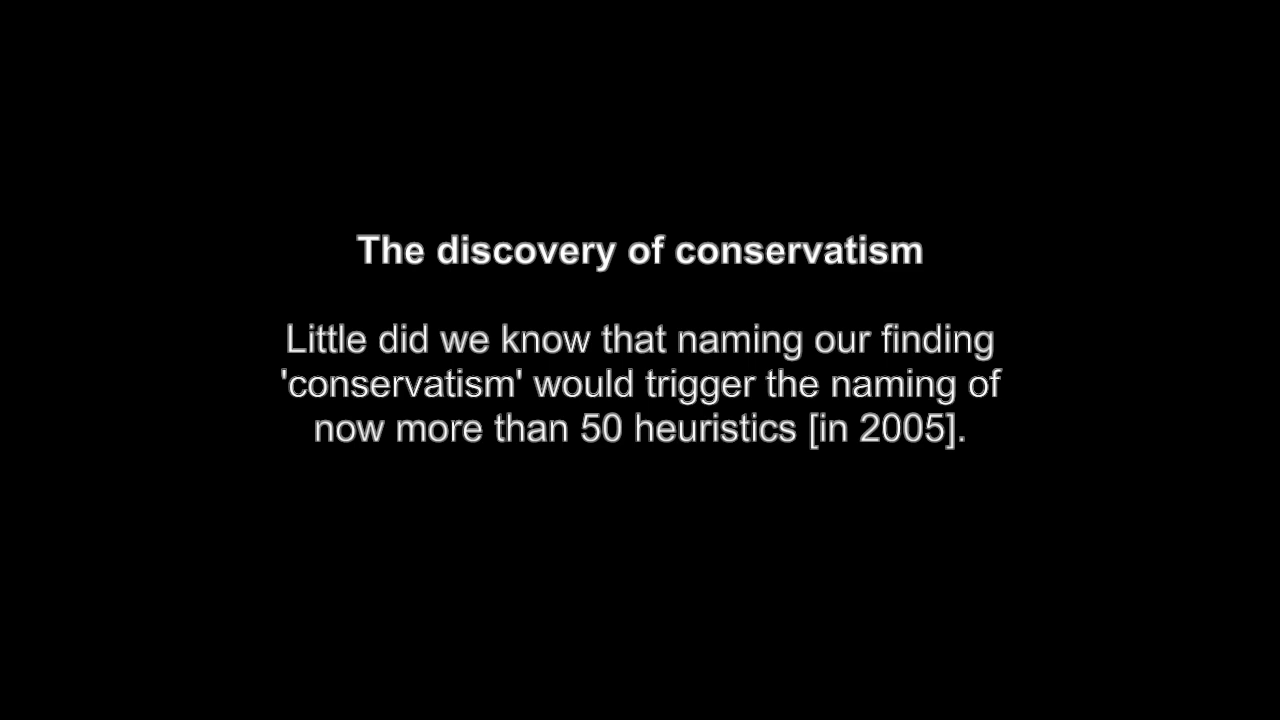 The discovery of conservatism
Little did we know that naming our finding
'conservatism' would trigger the naming of
now more than 50 heuristics [in 2005].